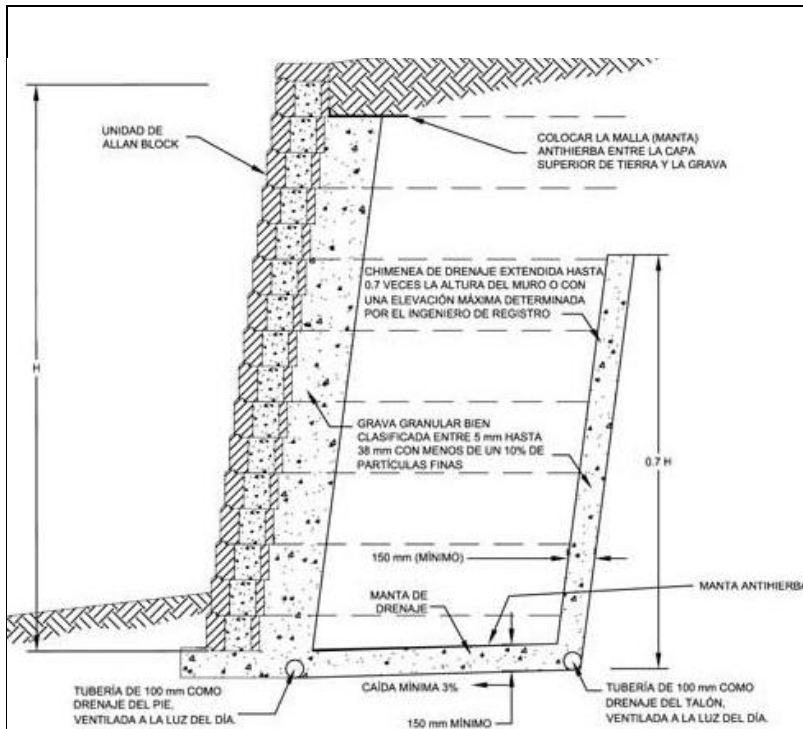 UNIDAD DE
ALLAN BLOCK
COLOCAR LA MALLA (MANTA)
ANTIHIERBA ENTRE LA CAPA
SUPERIOR DE TIERRA Y LA GRAVA
CHIMENEA DE DRENAJE EXTENDIDA HASTA
0.7 VECES LA ALTURA DEL MURO O CON
UNA ELEVACIÓN MÁXIMA DETERMINADA
POR EL INGENIERO DE REGISTRO
H
GRAVA GRANULAR BIEN
CLASIFICADA ENTRE 5 mm HASTA
38 mm CON MENOS DE UN 10% DE
PARTÍCULAS FINAS
0.7 H
150 mm (MÍNIMO)
MANTA DE
DRENAJE
MANTA ANTIHIERBA
TUBERÍA DE 100 mm COMO
DRENAJE DEL PIE,
VENTILADA A LA LUZ DEL DÍA.
CAÍDA MÍNIMA 3%
150 mm MÍNIMO
TUBERÍA DE 100 mm COMO
DRENAJE DEL TALÓN,
VENTILADA A LA LUZ DEL DÍA.